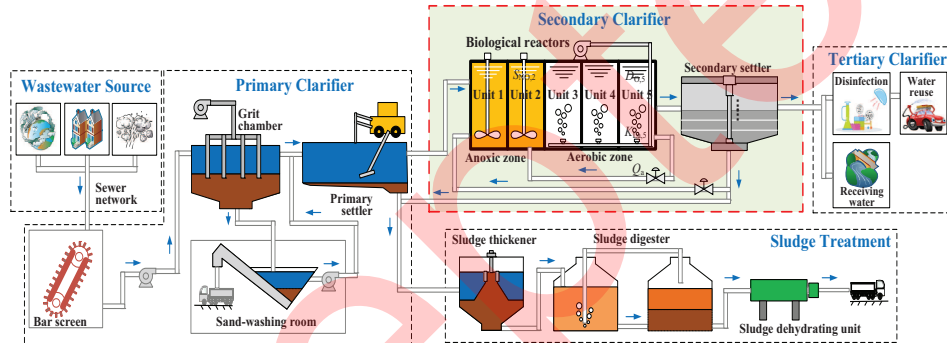 Secondary Clarifier
Biological reactors
Unit 1
Unit 2
Unit 3
Unit 4
Unit 5
Anoxic zone
Aerobic zone
Secondary settler
Wastewater Source
Sewer
network
Bar screen
Primary Clarifier
Grit
chamber
Primary
settler
Sand-washing room
Tertiary Clarifier
Disinfection
Water
reuse
Receiving
water
Sludge Treatment
Sludge thickener
Sludge digester
Sludge dehydrating unit